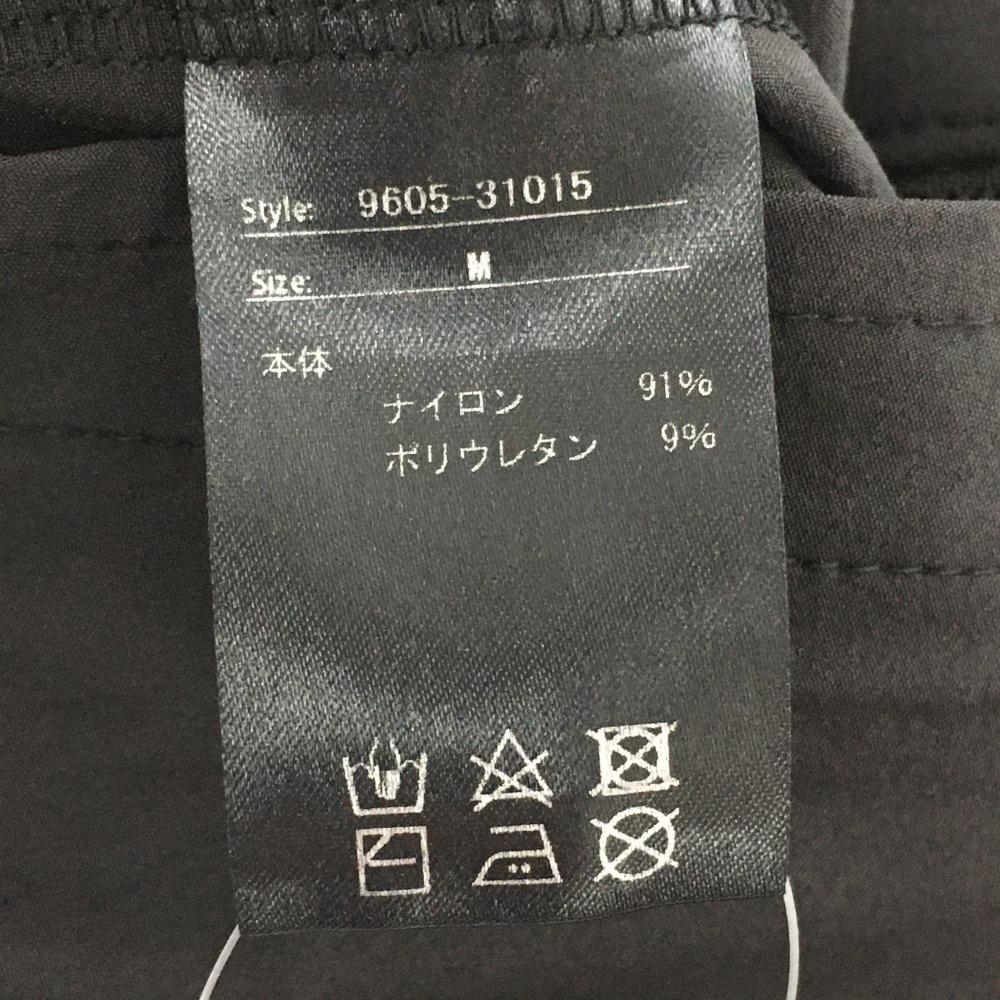 Style: 9605-31015
Size: M
本体
ナイロン 91%
ポリウレタン 9%